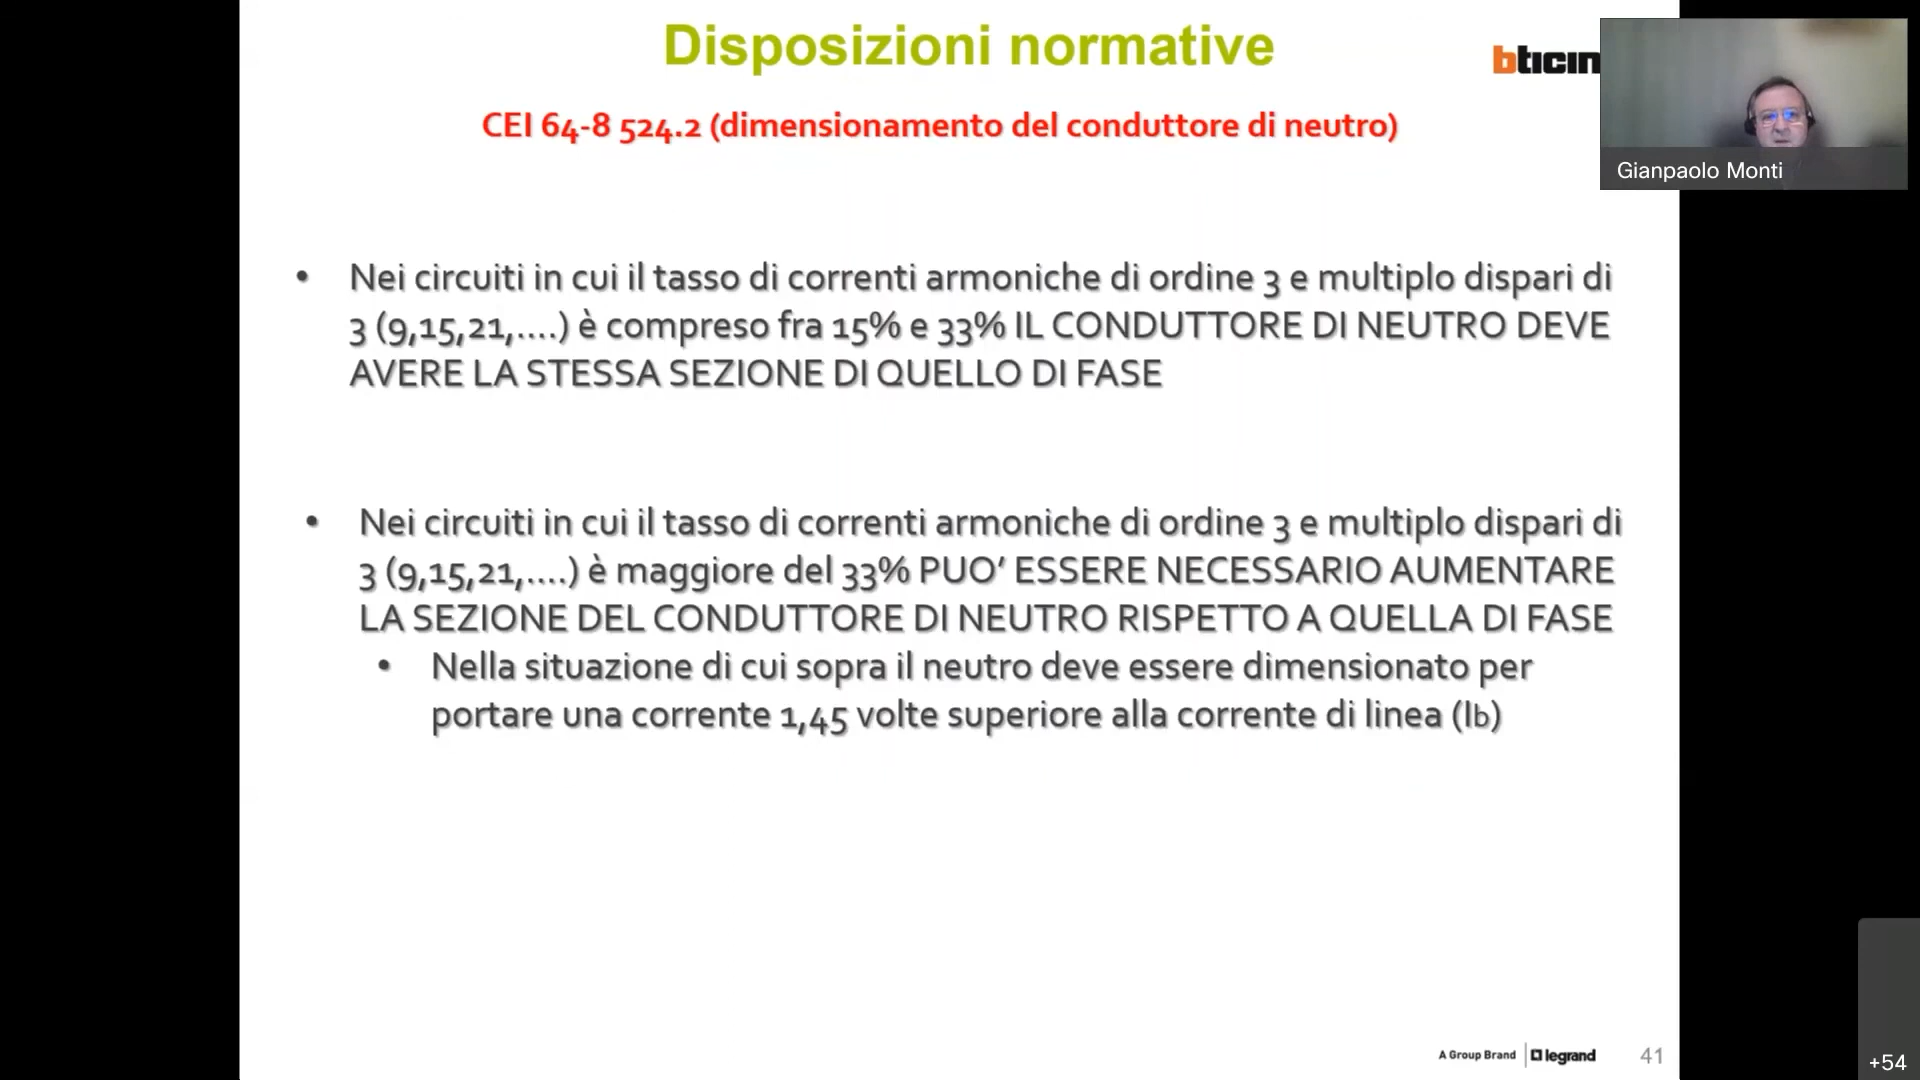 Disposizioni normative
bticin
CEI 64-8 524.2 (dimensionamento del conduttore di neutro)
Gianpaolo Monti
• Nei circuiti in cui il tasso di correnti armoniche di ordine 3 e multiplo dispari di
3 (9,15,21,....) è compreso fra 15% e 33% IL CONDUTTORE DI NEUTRO DEVE
AVERE LA STESSA SEZIONE DI QUELLO DI FASE
• Nei circuiti in cui il tasso di correnti armoniche di ordine 3 e multiplo dispari di
3 (9,15,21,....) è maggiore del 33% PUO’ ESSERE NECESSARIO AUMENTARE
LA SEZIONE DEL CONDUTTORE DI NEUTRO RISPETTO A QUELLA DI FASE
• Nella situazione di cui sopra il neutro deve essere dimensionato per
portare una corrente 1,45 volte superiore alla corrente di linea (Ib)
A Group Brand legrand
41
+54